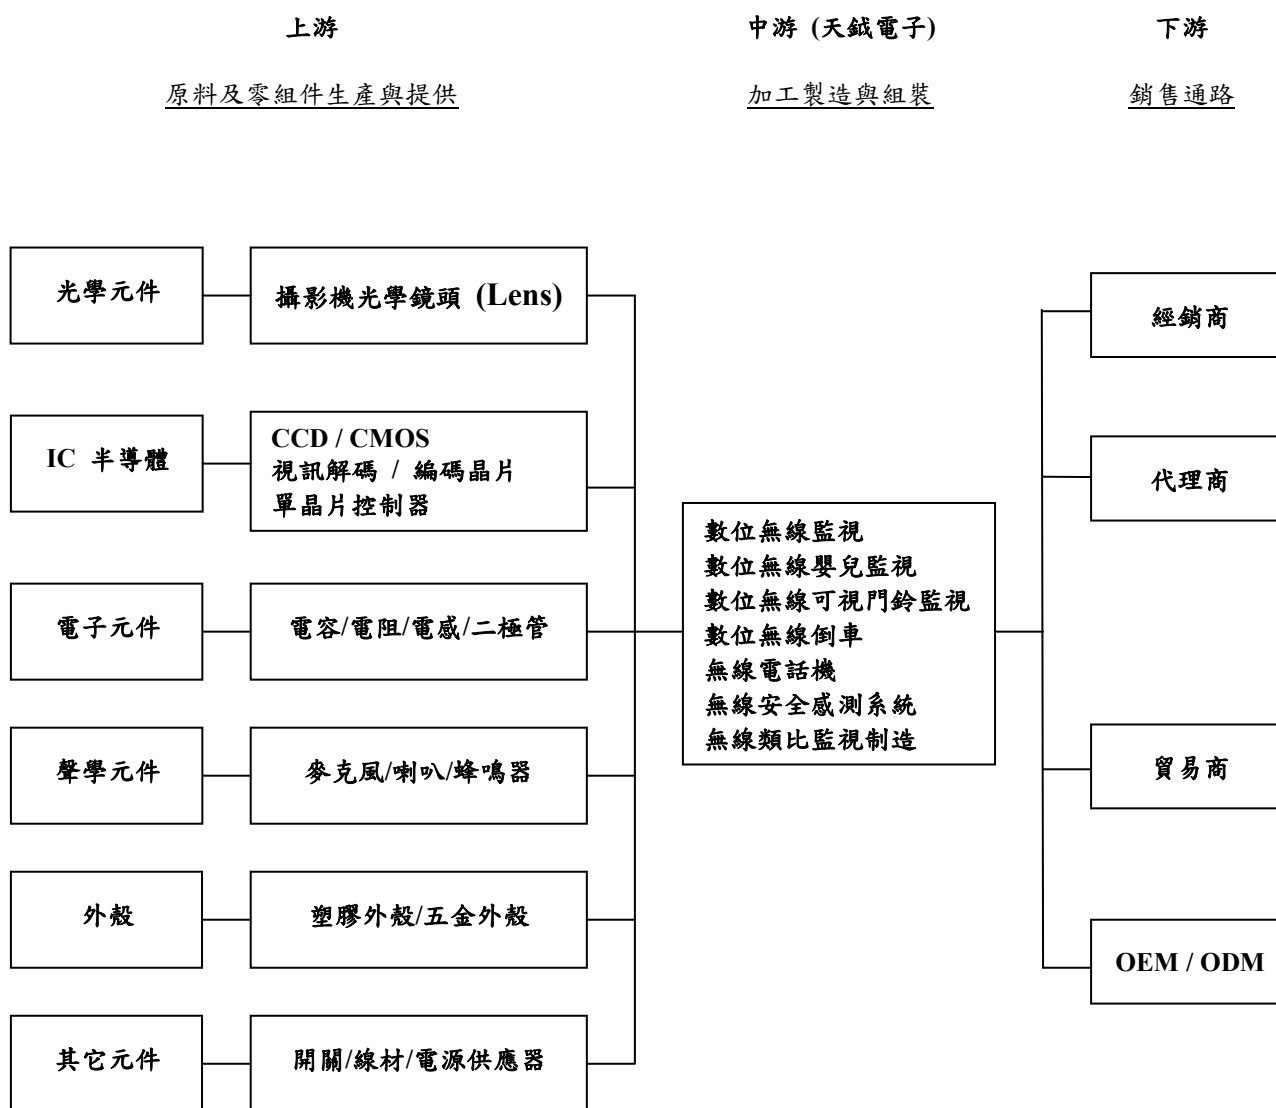 上游
中游 (天鉞電子)
下游
原料及零組件生產與提供
加工製造與組裝
銷售通路
光學元件
攝影機光學鏡頭 (Lens)
經銷商
IC 半導體
CCD / CMOS
視訊解碼 / 編碼晶片
單晶片控制器
代理商
數位無線監視
數位無線嬰兒監視
數位無線可視門鈴監視
數位無線倒車
無線電話機
無線安全感測系統
無線類比監視制造
電子元件
電容/電阻/電感/二極管
聲學元件
麥克風/喇叭/蜂鳴器
貿易商
外殼
塑膠外殼/五金外殼
OEM / ODM
其它元件
開關/線材/電源供應器